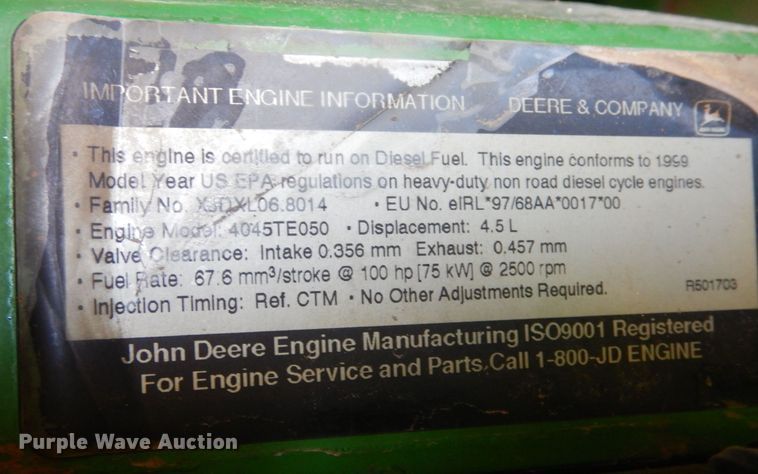 IMPORTANT ENGINE INFORMATION DEERE & COMPANY
JOHN DEERE
• This engine is certified to run on Diesel Fuel. This engine conforms to 1999
Model Year US EPA regulations on heavy-duty non road diesel cycle engines.
• Family No. XJDXL06.8014 • EU No. eIRL*97/68AA*0017*00
• Engine Model: 4045TE050 • Displacement: 4.5 L
• Valve Clearance: Intake 0.356 mm Exhaust: 0.457 mm
• Fuel Rate: 67.6 mm³/stroke @ 100 hp [75 kW] @ 2500 rpm
• Injection Timing: Ref. CTM • No Other Adjustments Required. R501703
John Deere Engine Manufacturing ISO9001 Registered
For Engine Service and Parts Call 1-800-JD ENGINE
Purple Wave Auction